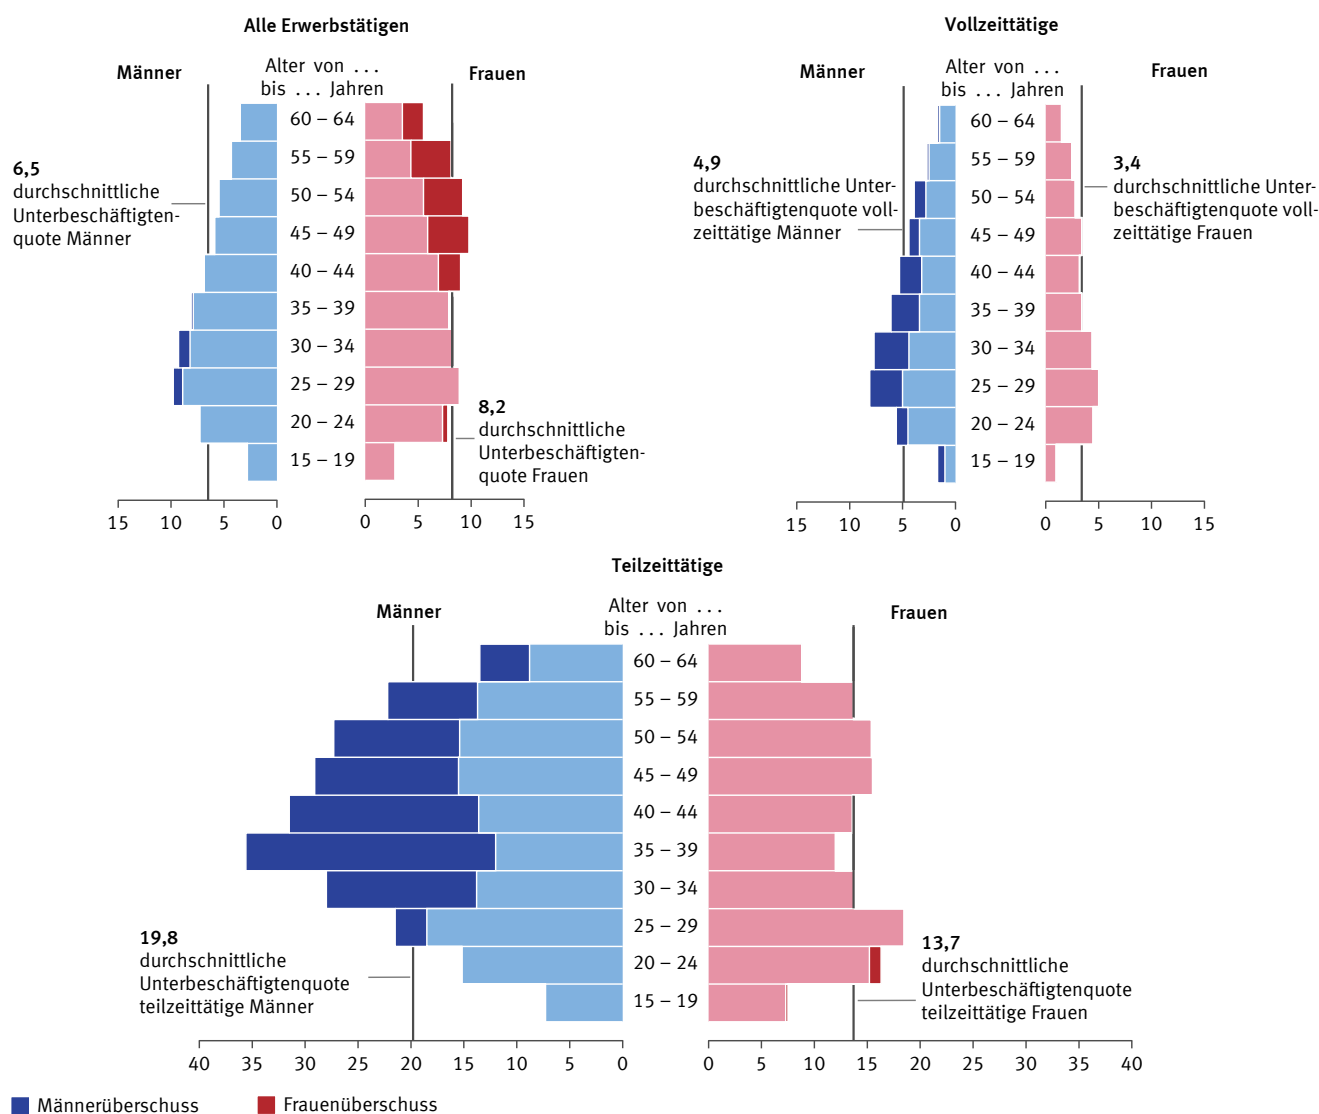 Alle Erwerbstätigen
Männer
Alter von ...
bis ... Jahren
Frauen
60 – 64
55 – 59
50 – 54
45 – 49
40 – 44
35 – 39
30 – 34
25 – 29
20 – 24
15 – 19
6,5
durchschnittliche
Unterbeschäftigten-
quote Männer
8,2
durchschnittliche
Unterbeschäftigten-
quote Frauen
15 10 5 0
0 5 10 15
Vollzeittätige
Männer
Alter von ...
bis ... Jahren
Frauen
60 – 64
55 – 59
50 – 54
45 – 49
40 – 44
35 – 39
30 – 34
25 – 29
20 – 24
15 – 19
4,9
durchschnittliche Unter-
beschäftigtenquote voll-
zeittätige Männer
3,4
durchschnittliche Unter-
beschäftigtenquote voll-
zeittätige Frauen
15 10 5 0
0 5 10 15
Teilzeittätige
Männer
Alter von ...
bis ... Jahren
Frauen
60 – 64
55 – 59
50 – 54
45 – 49
40 – 44
35 – 39
30 – 34
25 – 29
20 – 24
15 – 19
19,8
durchschnittliche
Unterbeschäftigtenquote
teilzeittätige Männer
13,7
durchschnittliche
Unterbeschäftigtenquote
teilzeittätige Frauen
40 35 30 25 20 15 10 5 0
0 5 10 15 20 25 30 35 40
Männerüberschuss
Frauenüberschuss